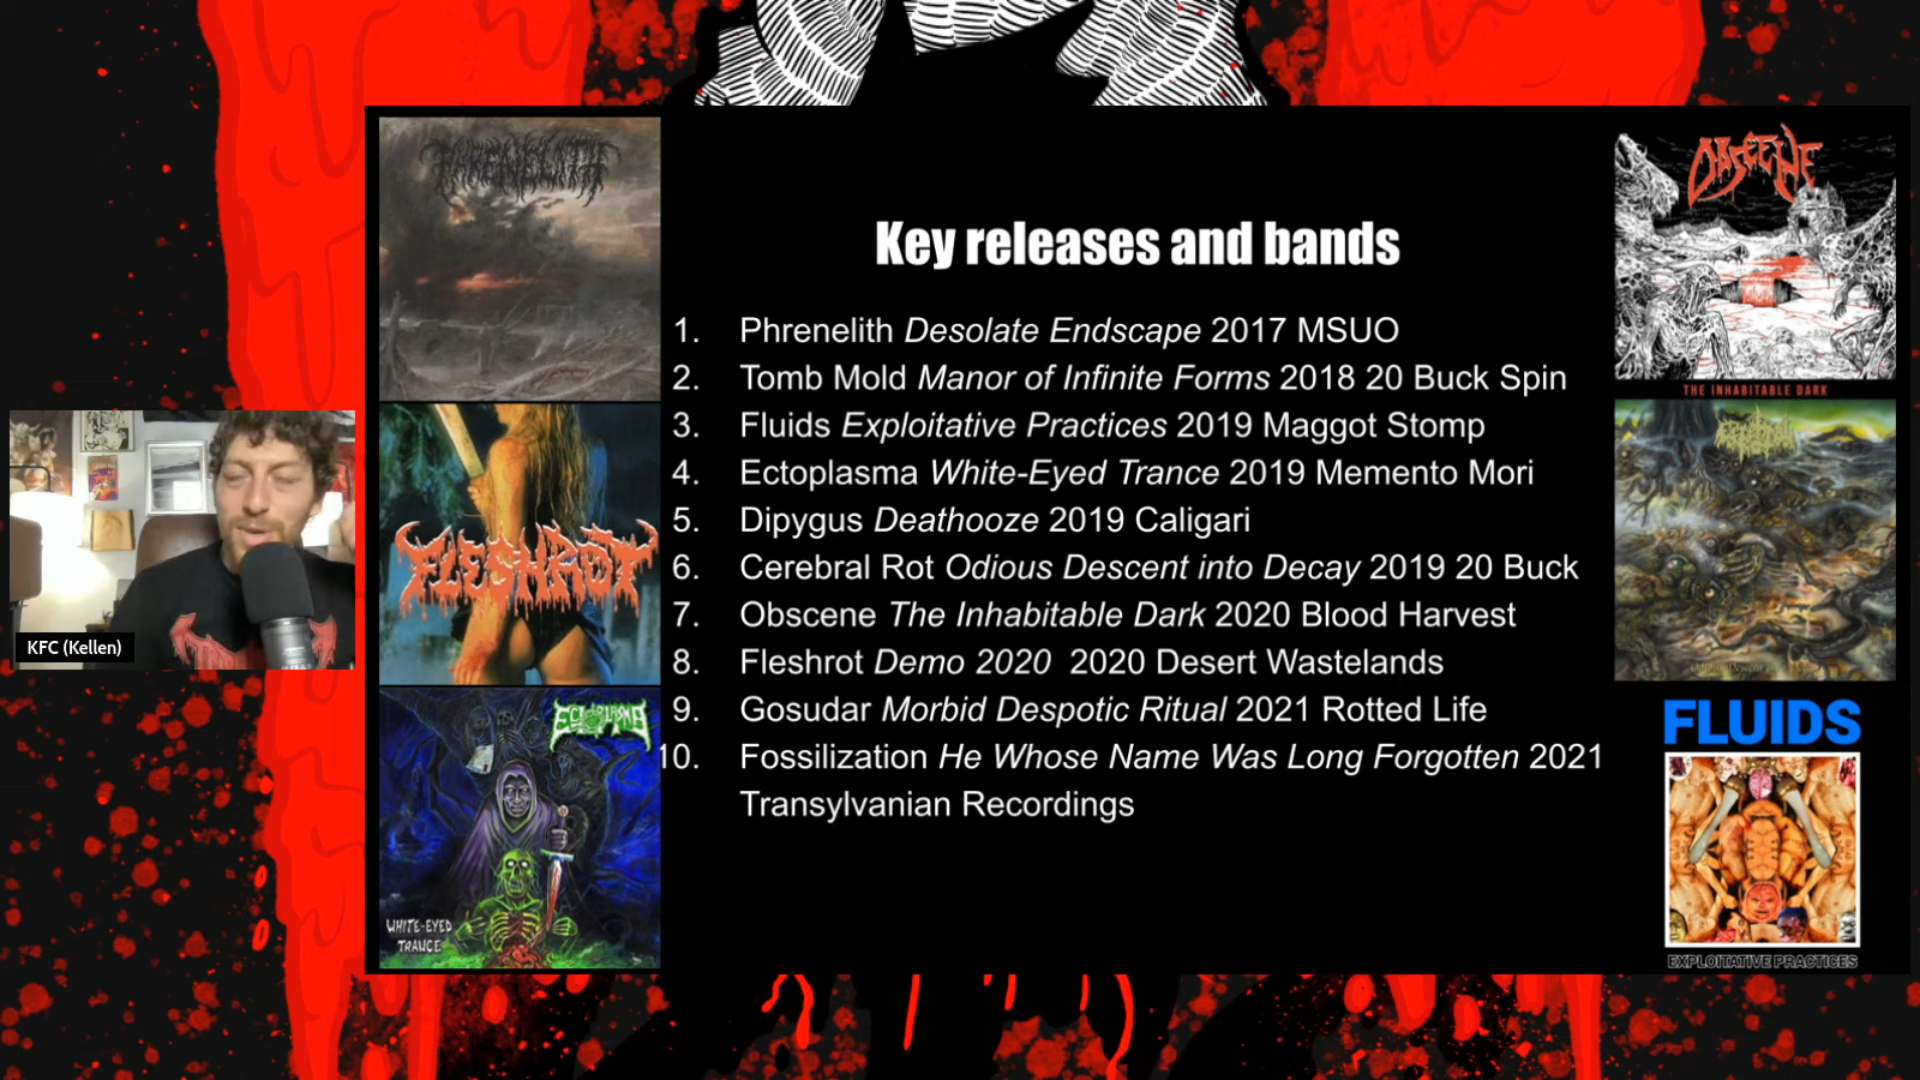 PHRENELITH
FLESHROT
ECTOPLASMA
WHITE-EYED
TRANCE
KFC (Kellen)
Key releases and bands
1. Phrenelith Desolate Endscape 2017 MSUO
2. Tomb Mold Manor of Infinite Forms 2018 20 Buck Spin
3. Fluids Exploitative Practices 2019 Maggot Stomp
4. Ectoplasma White-Eyed Trance 2019 Memento Mori
5. Dipygus Deathooze 2019 Caligari
6. Cerebral Rot Odious Descent into Decay 2019 20 Buck
7. Obscene The Inhabitable Dark 2020 Blood Harvest
8. Fleshrot Demo 2020  2020 Desert Wastelands
9. Gosudar Morbid Despotic Ritual 2021 Rotted Life
10. Fossilization He Whose Name Was Long Forgotten 2021
Transylvanian Recordings
OBSCENE
THE INHABITABLE DARK
FLUIDS
EXPLOITATIVE PRACTICES